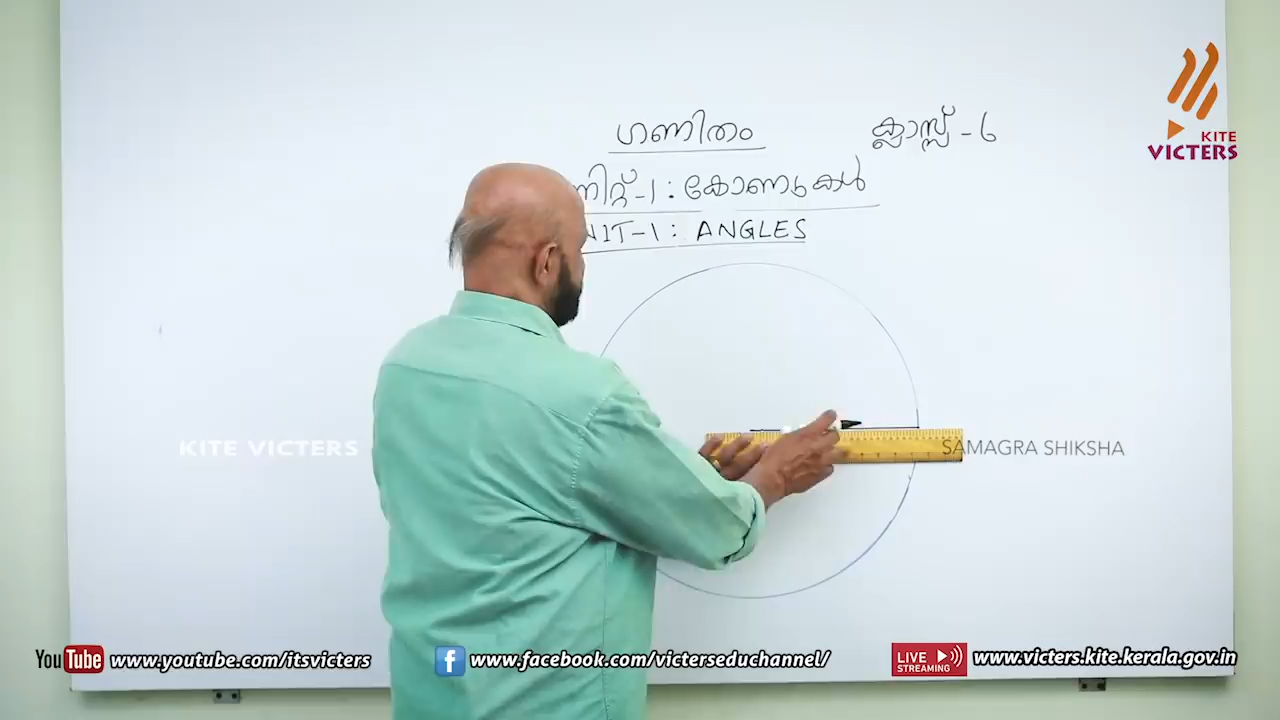 ഗണിതം
ക്ലാസ്സ് - 6
നിറ്റ്-1 : കോണുകൾ
NIT-1 : ANGLES
KITE
VICTERS
KITE VICTERS
SAMAGRA SHIKSHA
YouTube www.youtube.com/itsvicters
f www.facebook.com/victerseduchannel/
LIVE STREAMING www.victers.kite.kerala.gov.in